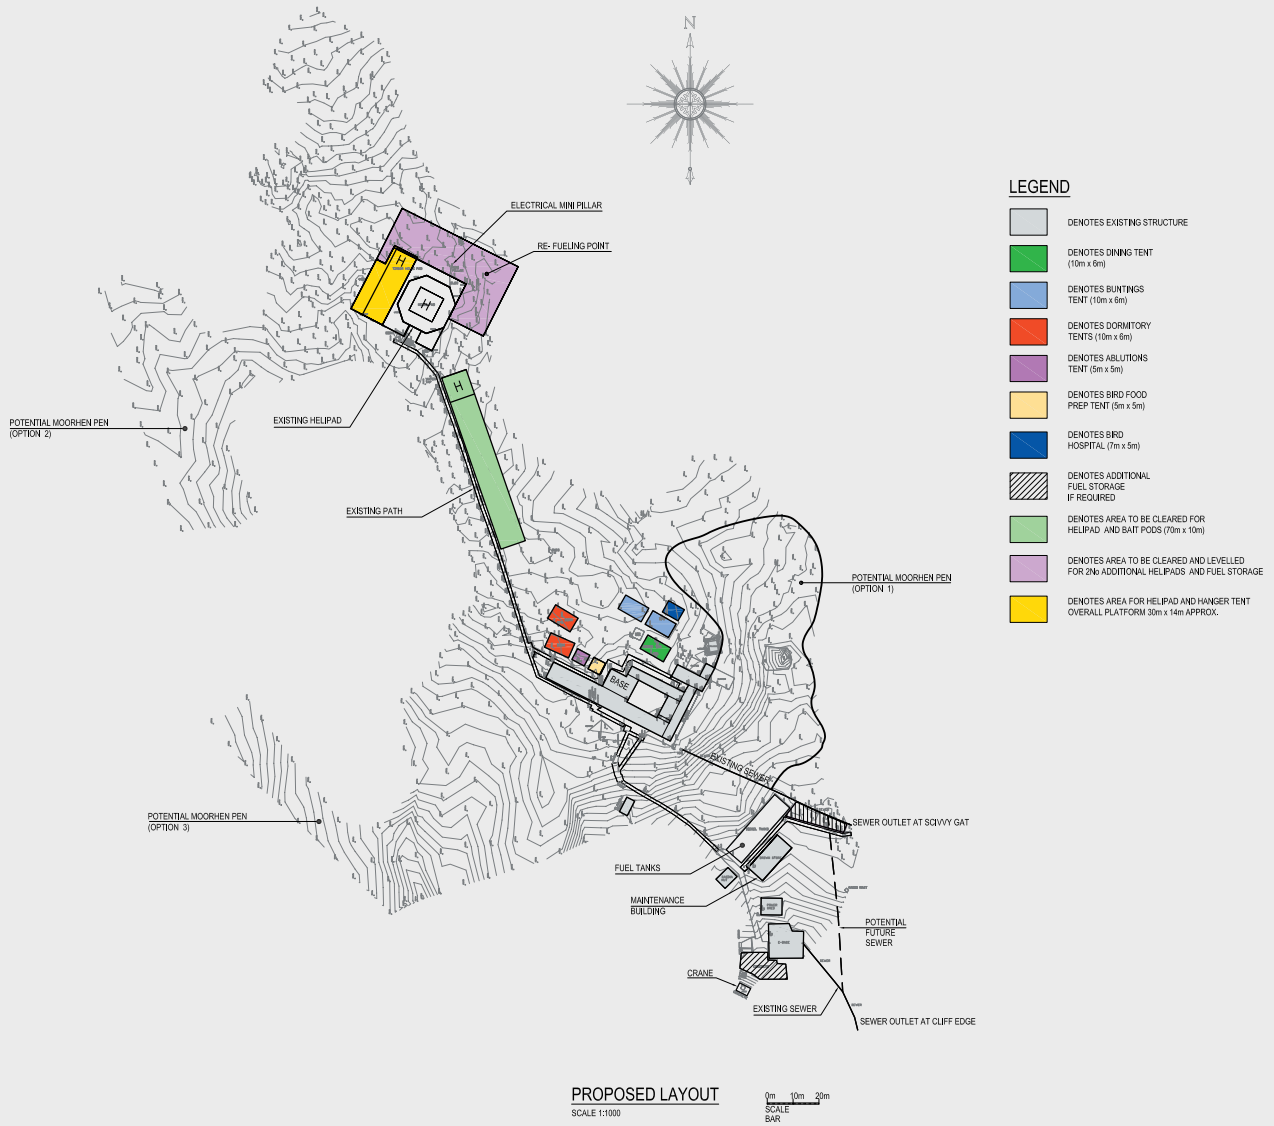 N
ELECTRICAL MINI PILLAR
RE- FUELING POINT
H
H
EXISTING HELIPAD
H
POTENTIAL MOORHEN PEN
(OPTION 2)
EXISTING PATH
POTENTIAL MOORHEN PEN
(OPTION 1)
BASE
EXISTING SEWER
POTENTIAL MOORHEN PEN
(OPTION 3)
SEWER OUTLET AT SCIVVY GAT
FUEL TANKS
MAINTENANCE
BUILDING
POTENTIAL
FUTURE
SEWER
CRANE
EXISTING SEWER
SEWER OUTLET AT CLIFF EDGE
LEGEND
DENOTES EXISTING STRUCTURE
DENOTES DINING TENT
(10m x 6m)
DENOTES BUNTINGS
TENT (10m x 6m)
DENOTES DORMITORY
TENTS (10m x 6m)
DENOTES ABLUTIONS
TENT (5m x 5m)
DENOTES BIRD FOOD
PREP TENT (5m x 5m)
DENOTES BIRD
HOSPITAL (7m x 5m)
DENOTES ADDITIONAL
FUEL STORAGE
IF REQUIRED
DENOTES AREA TO BE CLEARED FOR
HELIPAD AND BAIT PODS (70m x 10m)
DENOTES AREA TO BE CLEARED AND LEVELLED
FOR 2No ADDITIONAL HELIPADS AND FUEL STORAGE
DENOTES AREA FOR HELIPAD AND HANGER TENT
OVERALL PLATFORM 30m x 14m APPROX.
PROPOSED LAYOUT
SCALE 1:1000
0m 10m 20m
SCALE
BAR